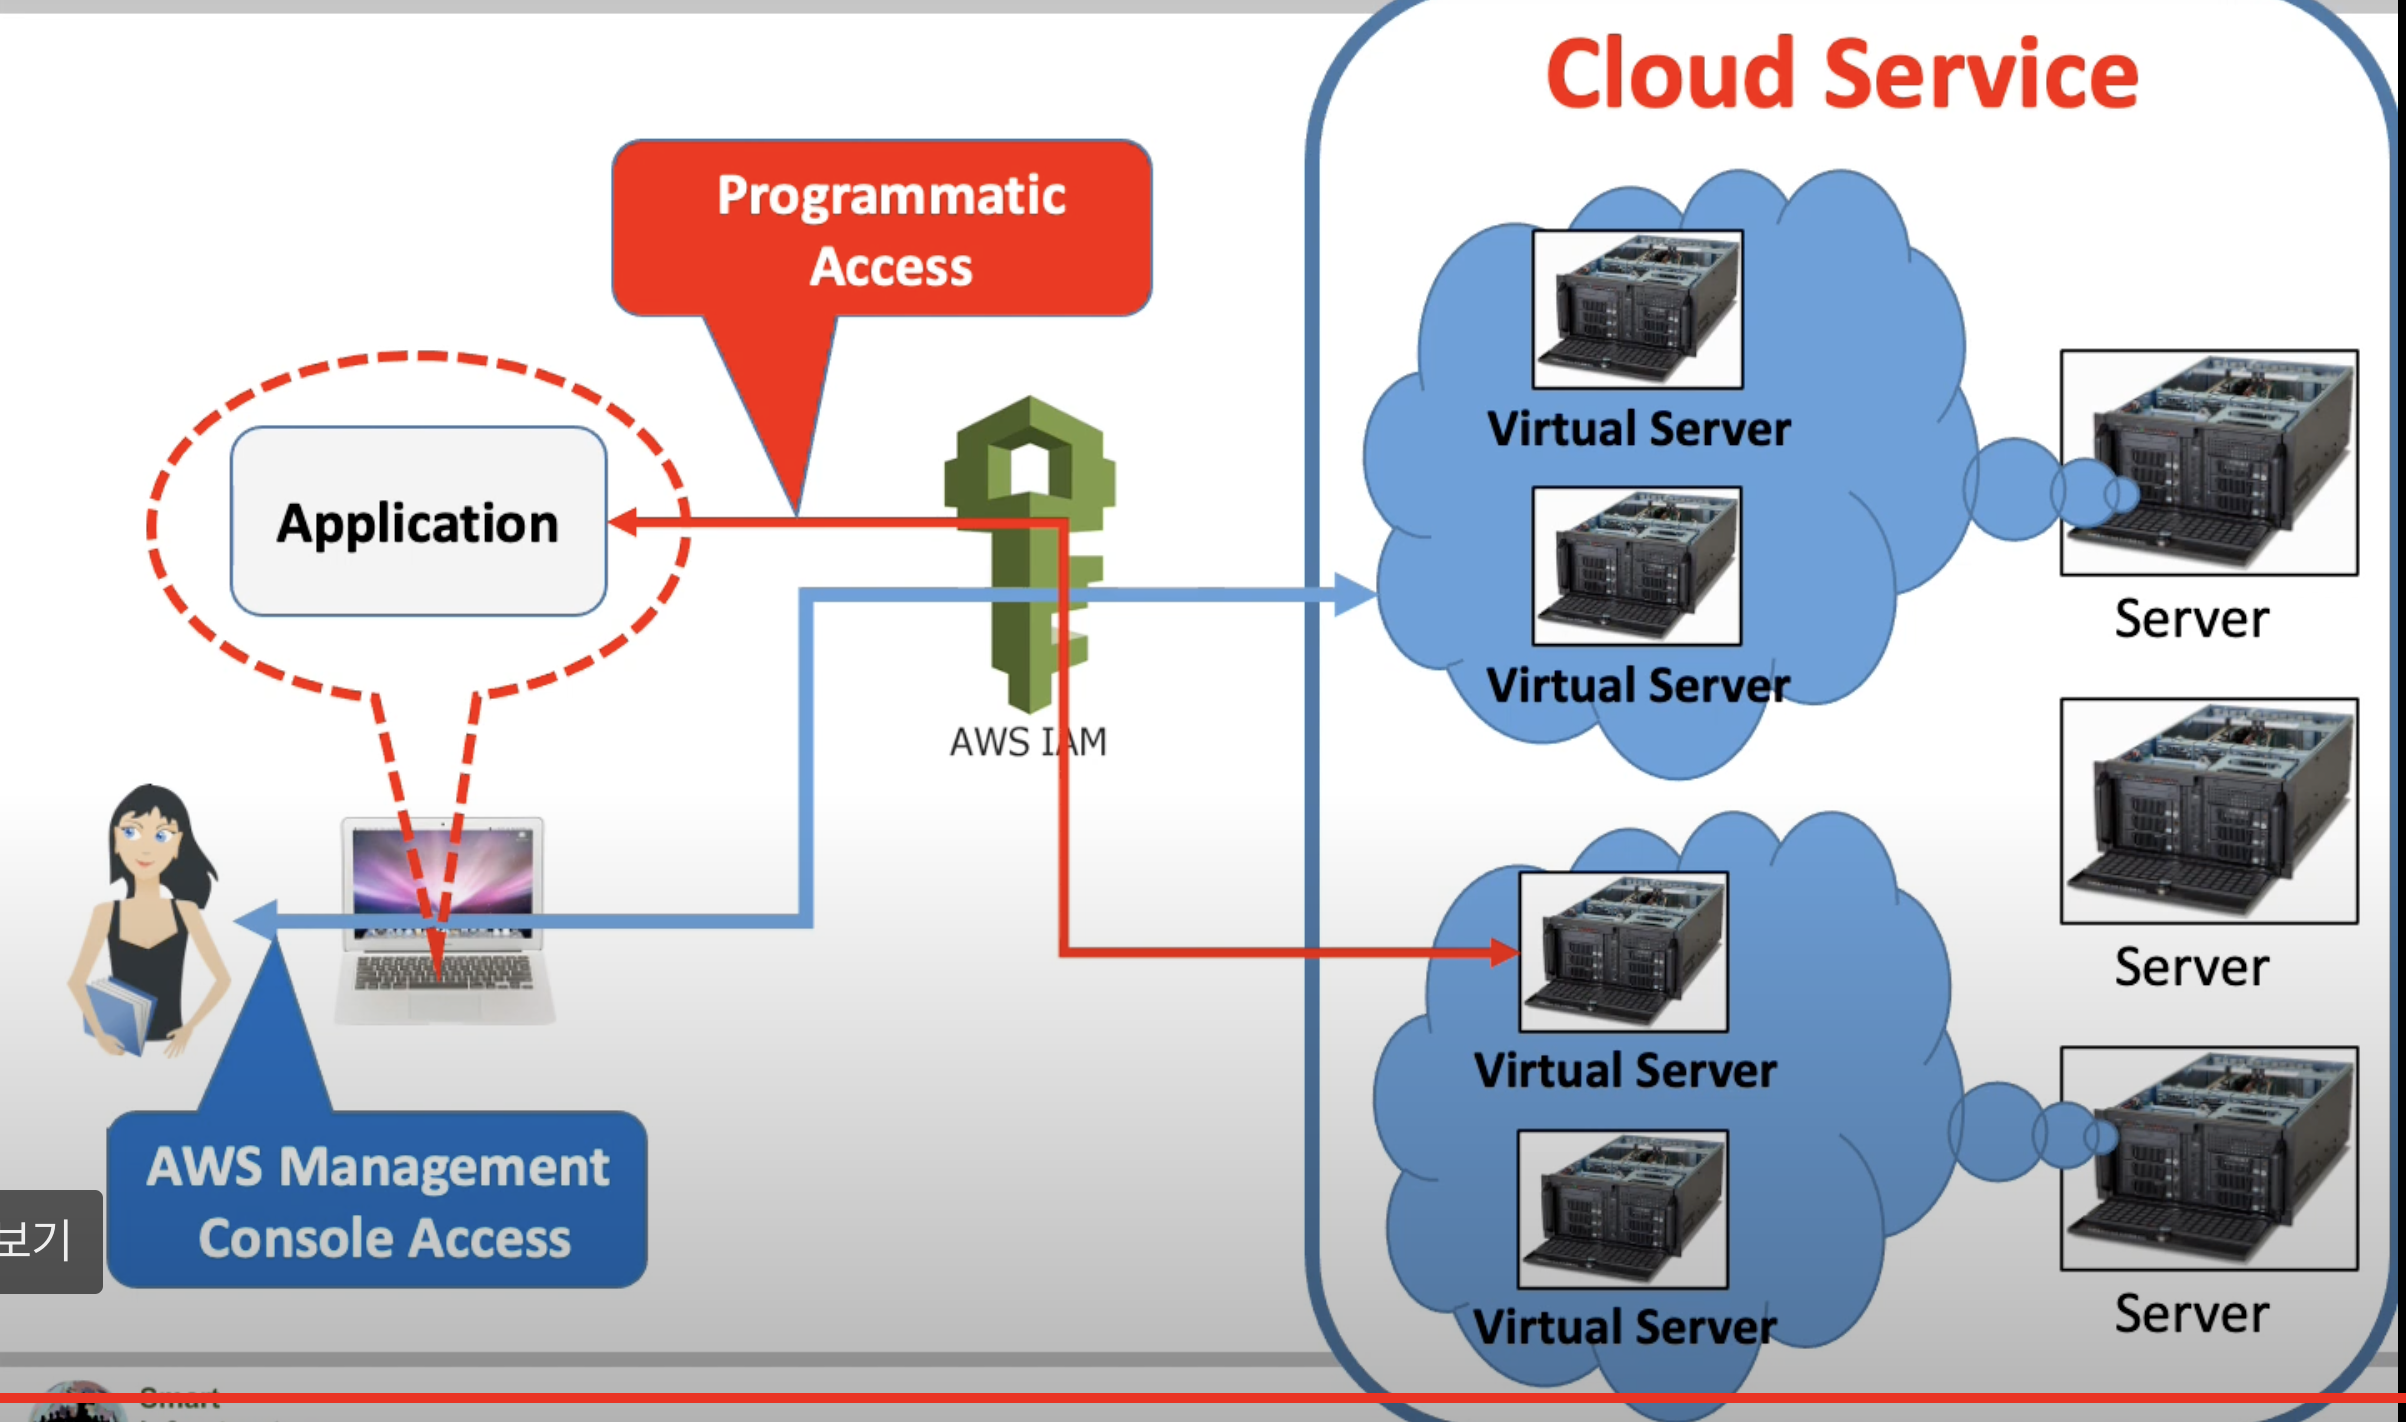 Cloud Service
Programmatic
Access
Virtual Server
Application
Server
Virtual Server
AWS IAM
Server
Virtual Server
AWS Management
Console Access
보기
Virtual Server
Server
Smart